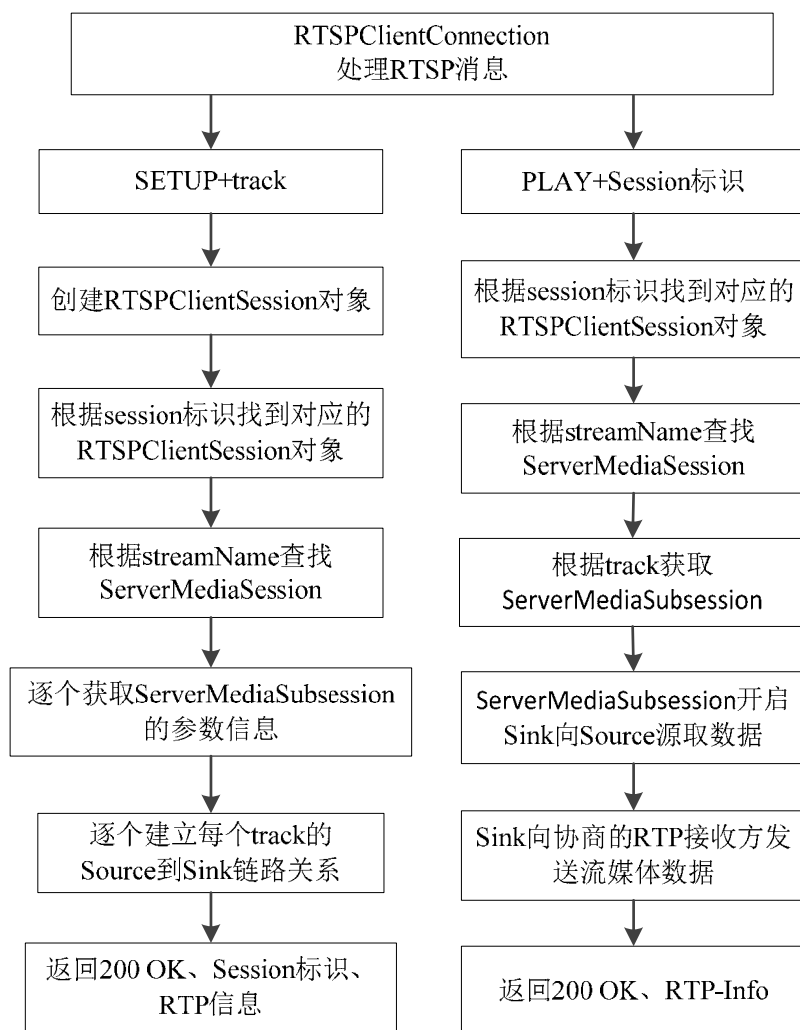 RTSPClientConnection
处理RTSP消息
SETUP+track
创建RTSPClientSession对象
根据session标识找到对应的
RTSPClientSession对象
根据streamName查找
ServerMediaSession
逐个获取ServerMediaSubsession
的参数信息
逐个建立每个track的
Source到Sink链路关系
返回200 OK、Session标识、
RTP信息
PLAY+Session标识
根据session标识找到对应的
RTSPClientSession对象
根据streamName查找
ServerMediaSession
根据track获取
ServerMediaSubsession
ServerMediaSubsession开启
Sink向Source源取数据
Sink向协商的RTP接收方发
送流媒体数据
返回200 OK、RTP-Info